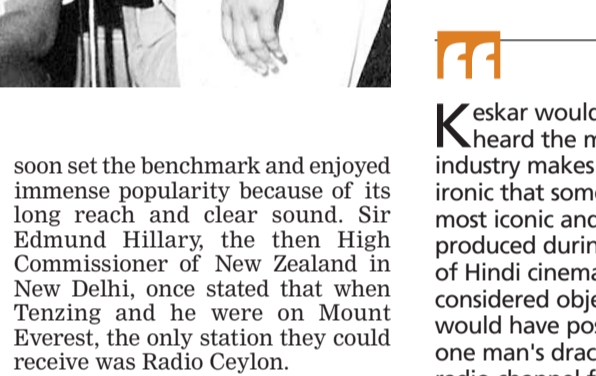 soon set the benchmark and enjoyed
immense popularity because of its
long reach and clear sound. Sir
Edmund Hillary, the then High
Commissioner of New Zealand in
New Delhi, once stated that when
Tenzing and he were on Mount
Everest, the only station they could
receive was Radio Ceylon.
Keskar would
heard the m
industry makes
ironic that som
most iconic and
produced durin
of Hindi cinema
considered obje
would have pos
one man's drac